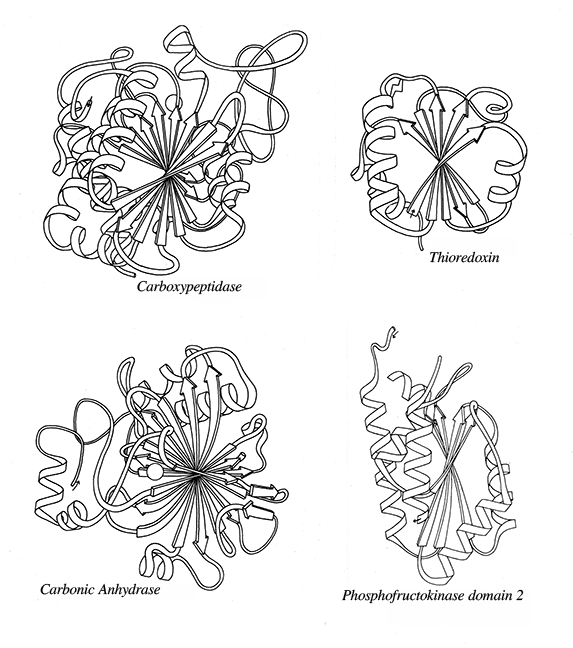 Carboxypeptidase
Thioredoxin
Carbonic Anhydrase
Phosphofructokinase domain 2